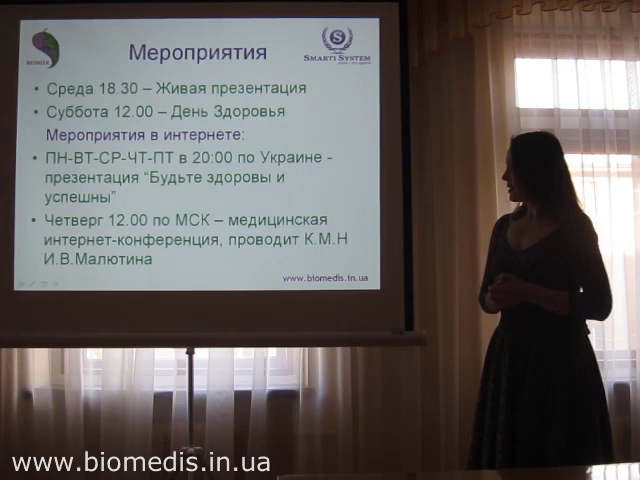 Мероприятия
BIOMEDIS
S
SMARTI SYSTEM
• Среда 18.30 – Живая презентация
• Суббота 12.00 – День Здоровья
Мероприятия в интернете:
• ПН-ВТ-СР-ЧТ-ПТ в 20:00 по Украине -
презентация “Будьте здоровы и
успешны”
• Четверг 12.00 по МСК – медицинская
интернет-конференция, проводит К.М.Н
И.В.Малютина
www.biomedis.in.ua
www.biomedis.in.ua